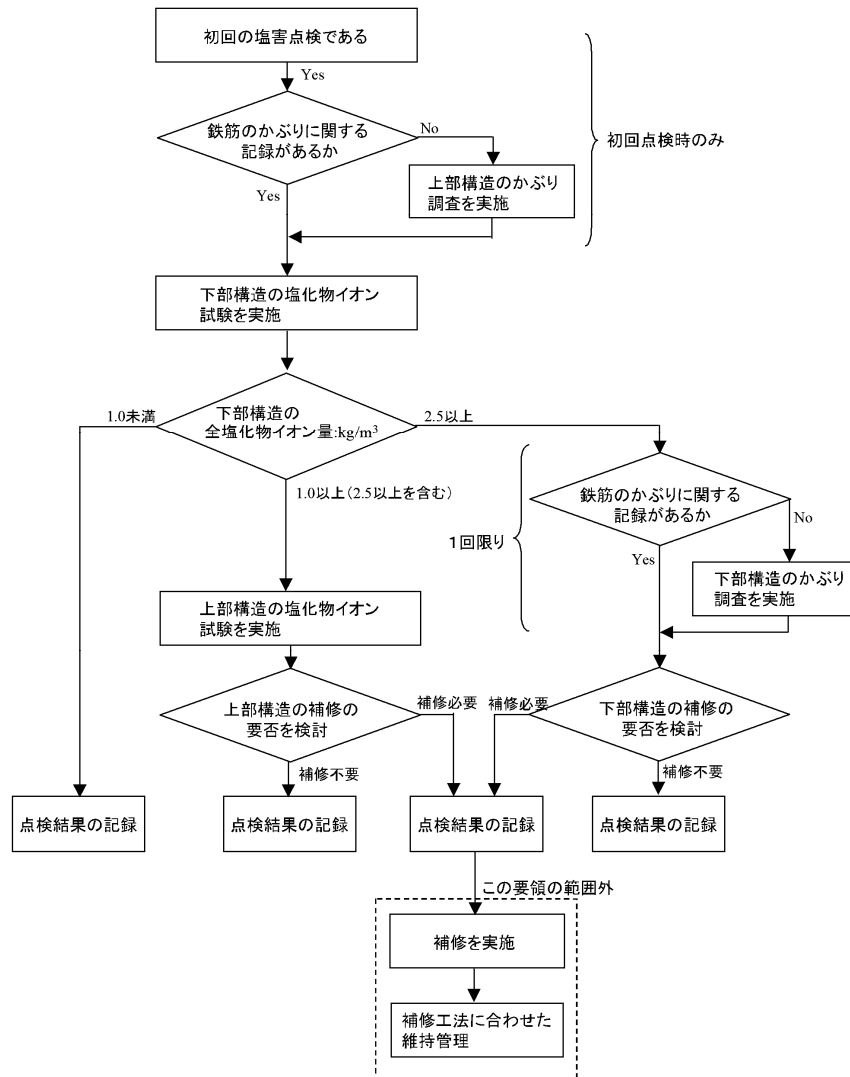 初回の塩害点検である
Yes
鉄筋のかぶりに関する
記録があるか
No
初回点検時のみ
上部構造のかぶり
調査を実施
Yes
下部構造の塩化物イオン
試験を実施
1.0未満
下部構造の
全塩化物イオン量:kg/m³
2.5以上
1.0以上(2.5以上を含む)
鉄筋のかぶりに関する
記録があるか
No
1回限り
Yes
下部構造のかぶり
調査を実施
上部構造の塩化物イオン
試験を実施
上部構造の補修の
要否を検討
補修必要
補修必要
下部構造の補修の
要否を検討
補修不要
補修不要
点検結果の記録
点検結果の記録
点検結果の記録
点検結果の記録
この要領の範囲外
補修を実施
補修工法に合わせた
維持管理